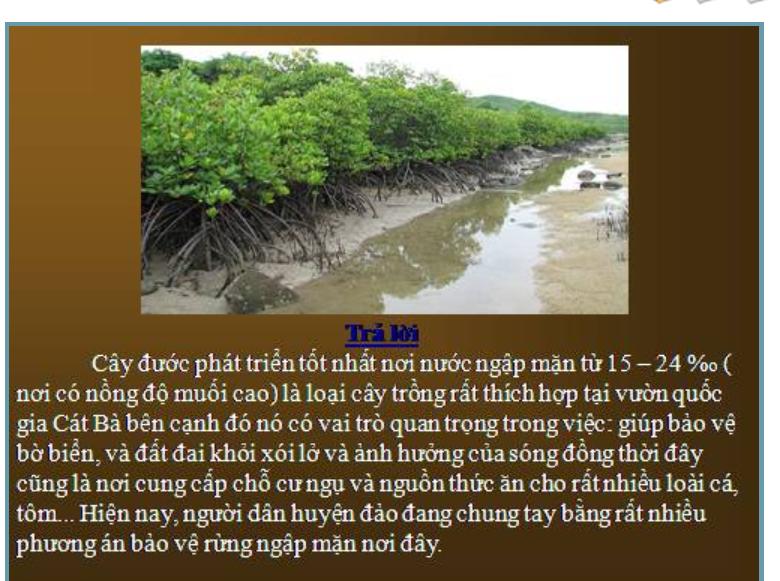 Trả lời
Cây đước phát triển tốt nhất nơi nước ngập mặn từ 15 – 24 ‰ (
nơi có nồng độ muối cao) là loại cây trồng rất thích hợp tại vườn quốc
gia Cát Bà bên cạnh đó nó có vai trò quan trọng trong việc: giúp bảo vệ
bờ biển, và đất đai khỏi xói lở và ảnh hưởng của sóng đồng thời đây
cũng là nơi cung cấp chỗ cư ngụ và nguồn thức ăn cho rất nhiều loài cá,
tôm... Hiện nay, người dân huyện đảo đang chung tay bằng rất nhiều
phương án bảo vệ rừng ngập mặn nơi đây.